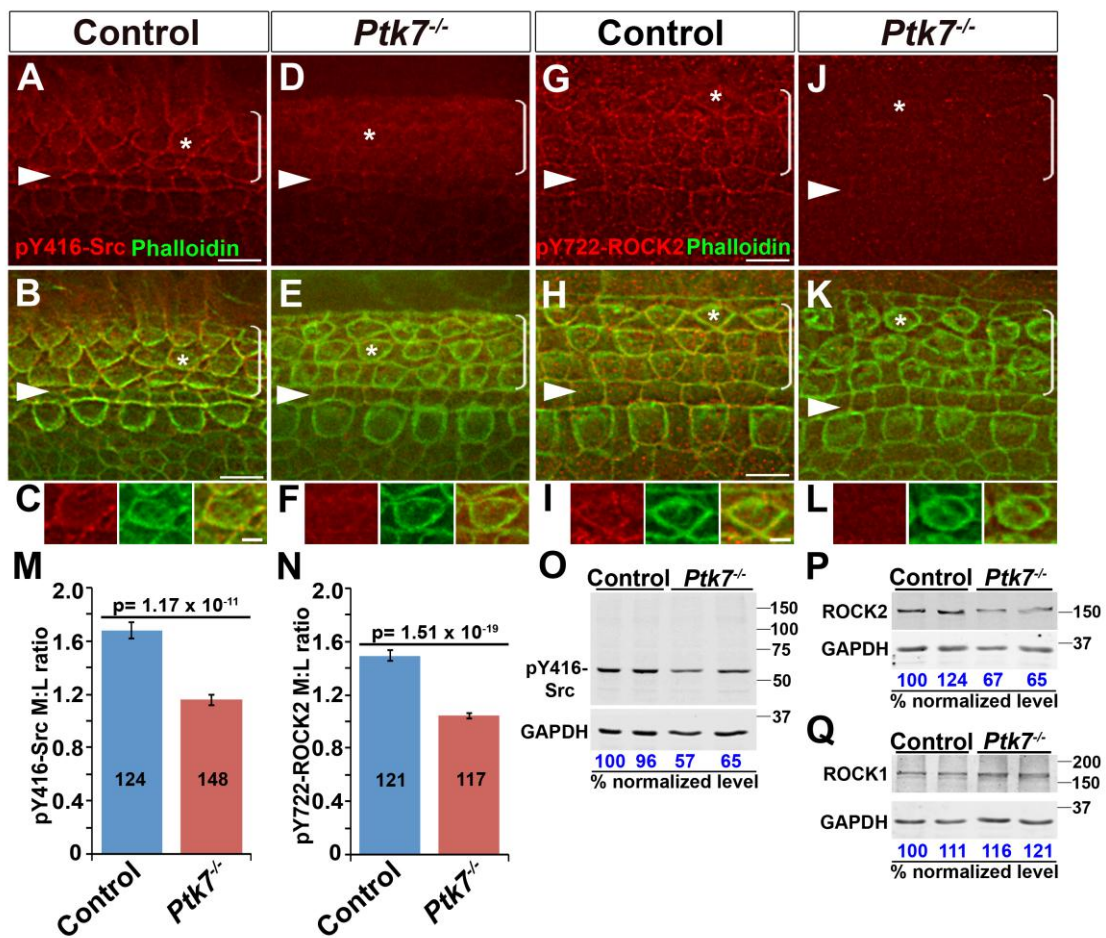 Control
Ptk7-/-
Control
Ptk7-/-
A
D
G
J
*
*
*
*
pY416-Src Phalloidin
pY722-ROCK2 Phalloidin
B
E
H
K
*
*
*
*
C
F
I
L
M
2.0
1.6
1.2
0.8
0.4
0
pY416-Src M:L ratio
p= 1.17 x 10-11
124
148
Control
Ptk7-/-
N
2.0
1.6
1.2
0.8
0.4
0
pY722-ROCK2 M:L ratio
p= 1.51 x 10-19
121
117
Control
Ptk7-/-
O
Control Ptk7-/-
150
100
75
pY416-Src
50
37
GAPDH
100 96 57 65
% normalized level
P
Control Ptk7-/-
ROCK2
150
GAPDH
37
100 124 67 65
% normalized level
Q
Control Ptk7-/-
200
ROCK1
150
37
GAPDH
100 111 116 121
% normalized level